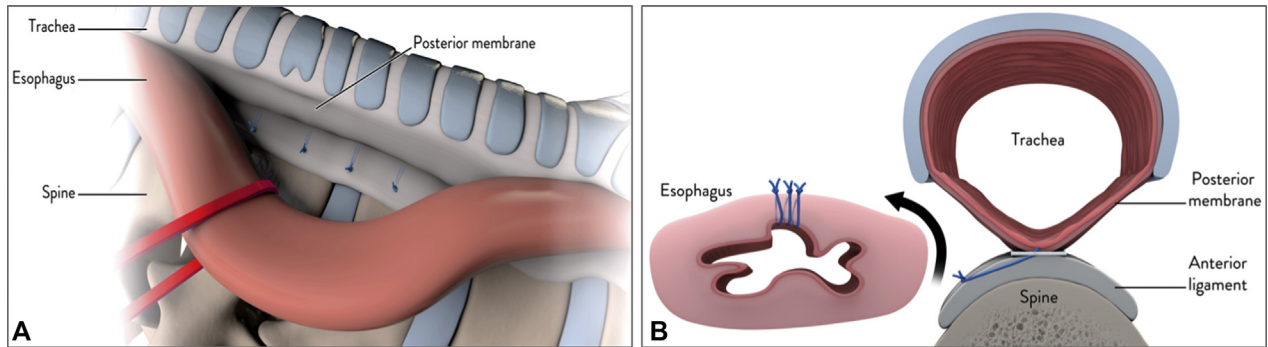 Trachea
Posterior membrane
Esophagus
Spine
A
Trachea
Esophagus
Posterior
membrane
Anterior
ligament
Spine
B